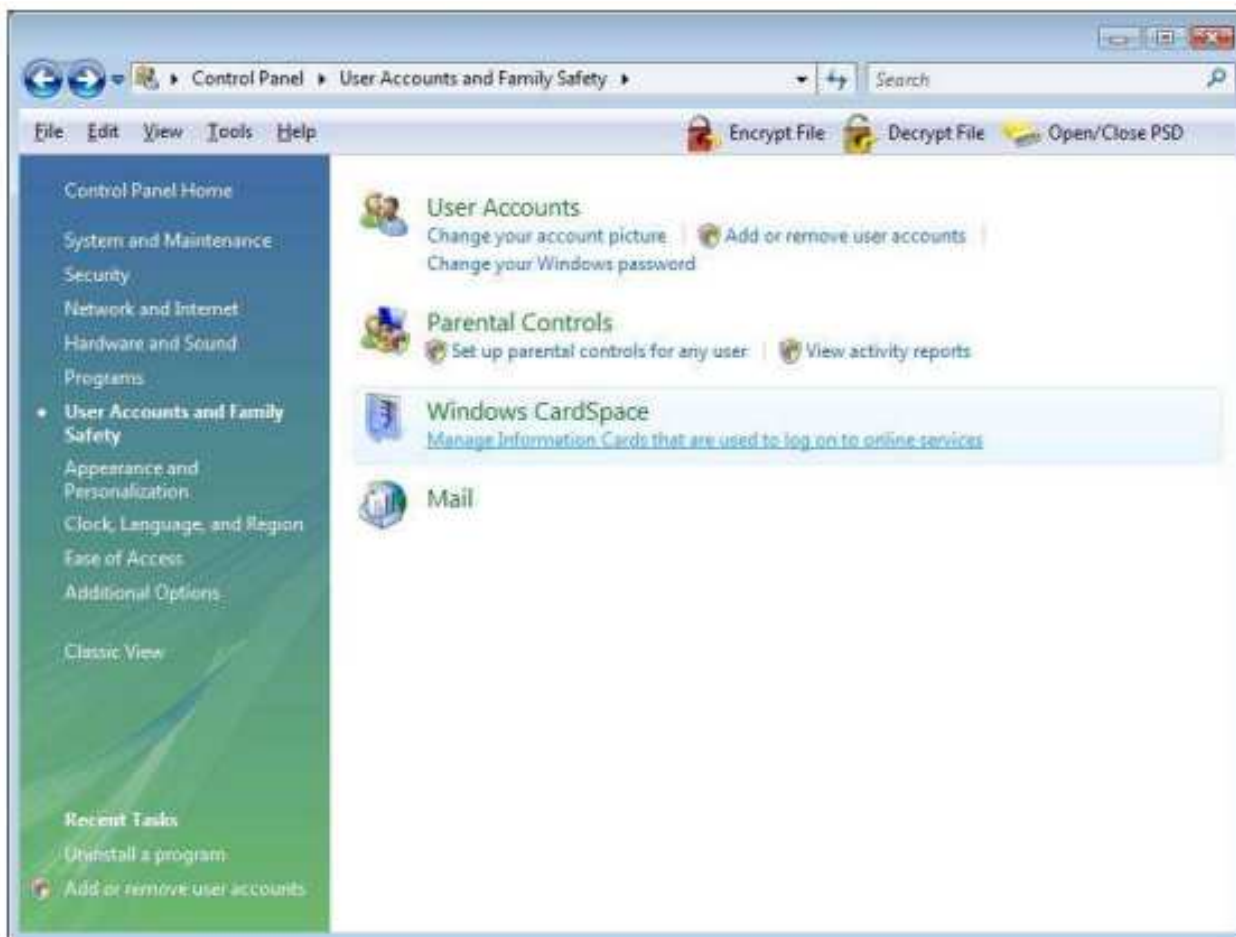 Control Panel User Accounts and Family Safety Search
File Edit View Tools Help Encrypt File Decrypt File Open/Close PSD
Control Panel Home
System and Maintenance
Security
Network and Internet
Hardware and Sound
Programs
User Accounts and Family
Safety
Appearance and
Personalization
Clock, Language, and Region
Ease of Access
Additional Options
Classic View
Recent Tasks
Uninstall a program
Add or remove user accounts
User Accounts
Change your account picture Add or remove user accounts
Change your Windows password
Parental Controls
Set up parental controls for any user View activity reports
Windows CardSpace
Manage Information Cards that are used to log on to online services
Mail